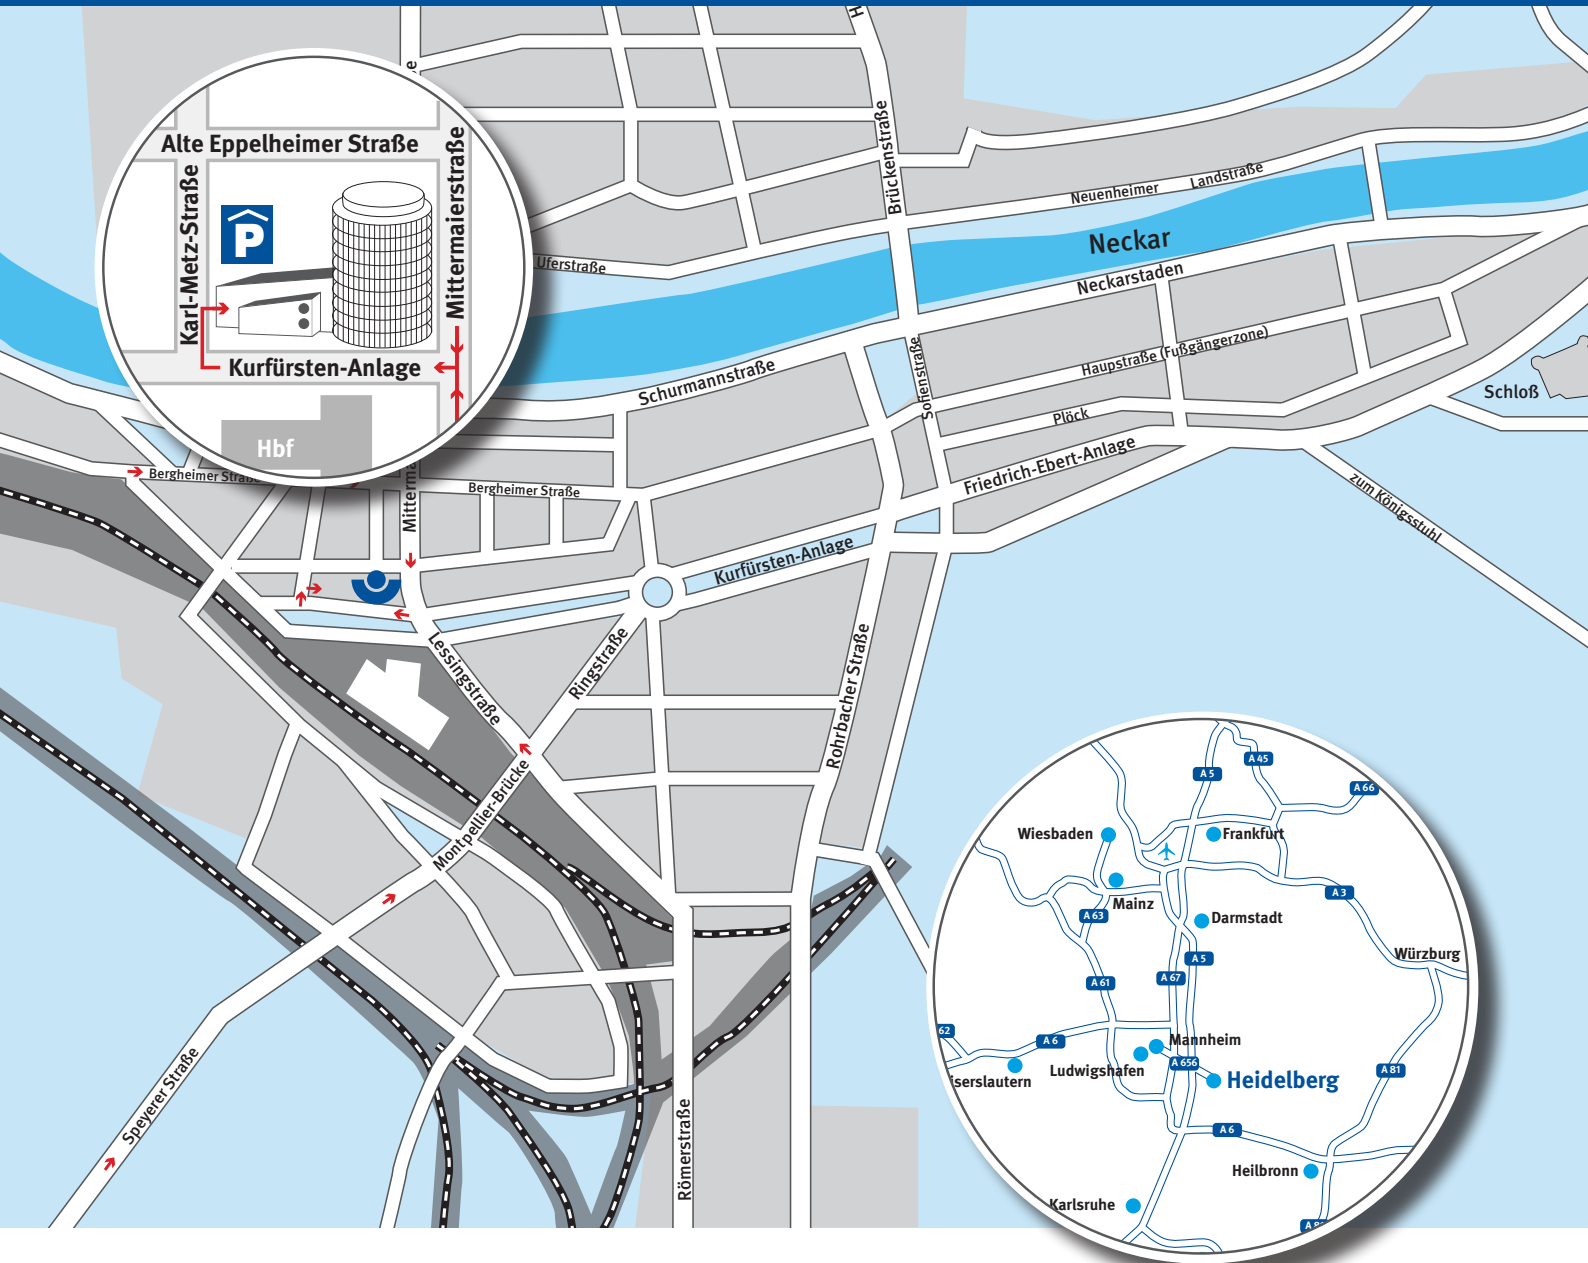 Alte Eppelheimer Straße
Karl-Metz-Straße
Mittermaierstraße
P
Kurfürsten-Anlage
Hbf
Brückenstraße
Neuenheimer Landstraße
Uferstraße
Neckar
Neckarstaden
Schurmannstraße
Sofienstraße
Haupstraße (Fußgängerzone)
Plöck
Friedrich-Ebert-Anlage
Schloß
zum Königsstuhl
Bergheimer Straße
Bergheimer Straße
Mitterma
Kurfürsten-Anlage
Lessingstraße
Ringstraße
Rohrbacher Straße
Montpellier-Brücke
Speyerer Straße
Römerstraße
A 5
A 45
A 66
Wiesbaden
Frankfurt
Mainz
A 63
A 3
Darmstadt
A 5
Würzburg
A 67
A 61
62
A 6
Mannheim
Ludwigshafen
A 656
iserslautern
Heidelberg
A 81
A 6
Heilbronn
Karlsruhe